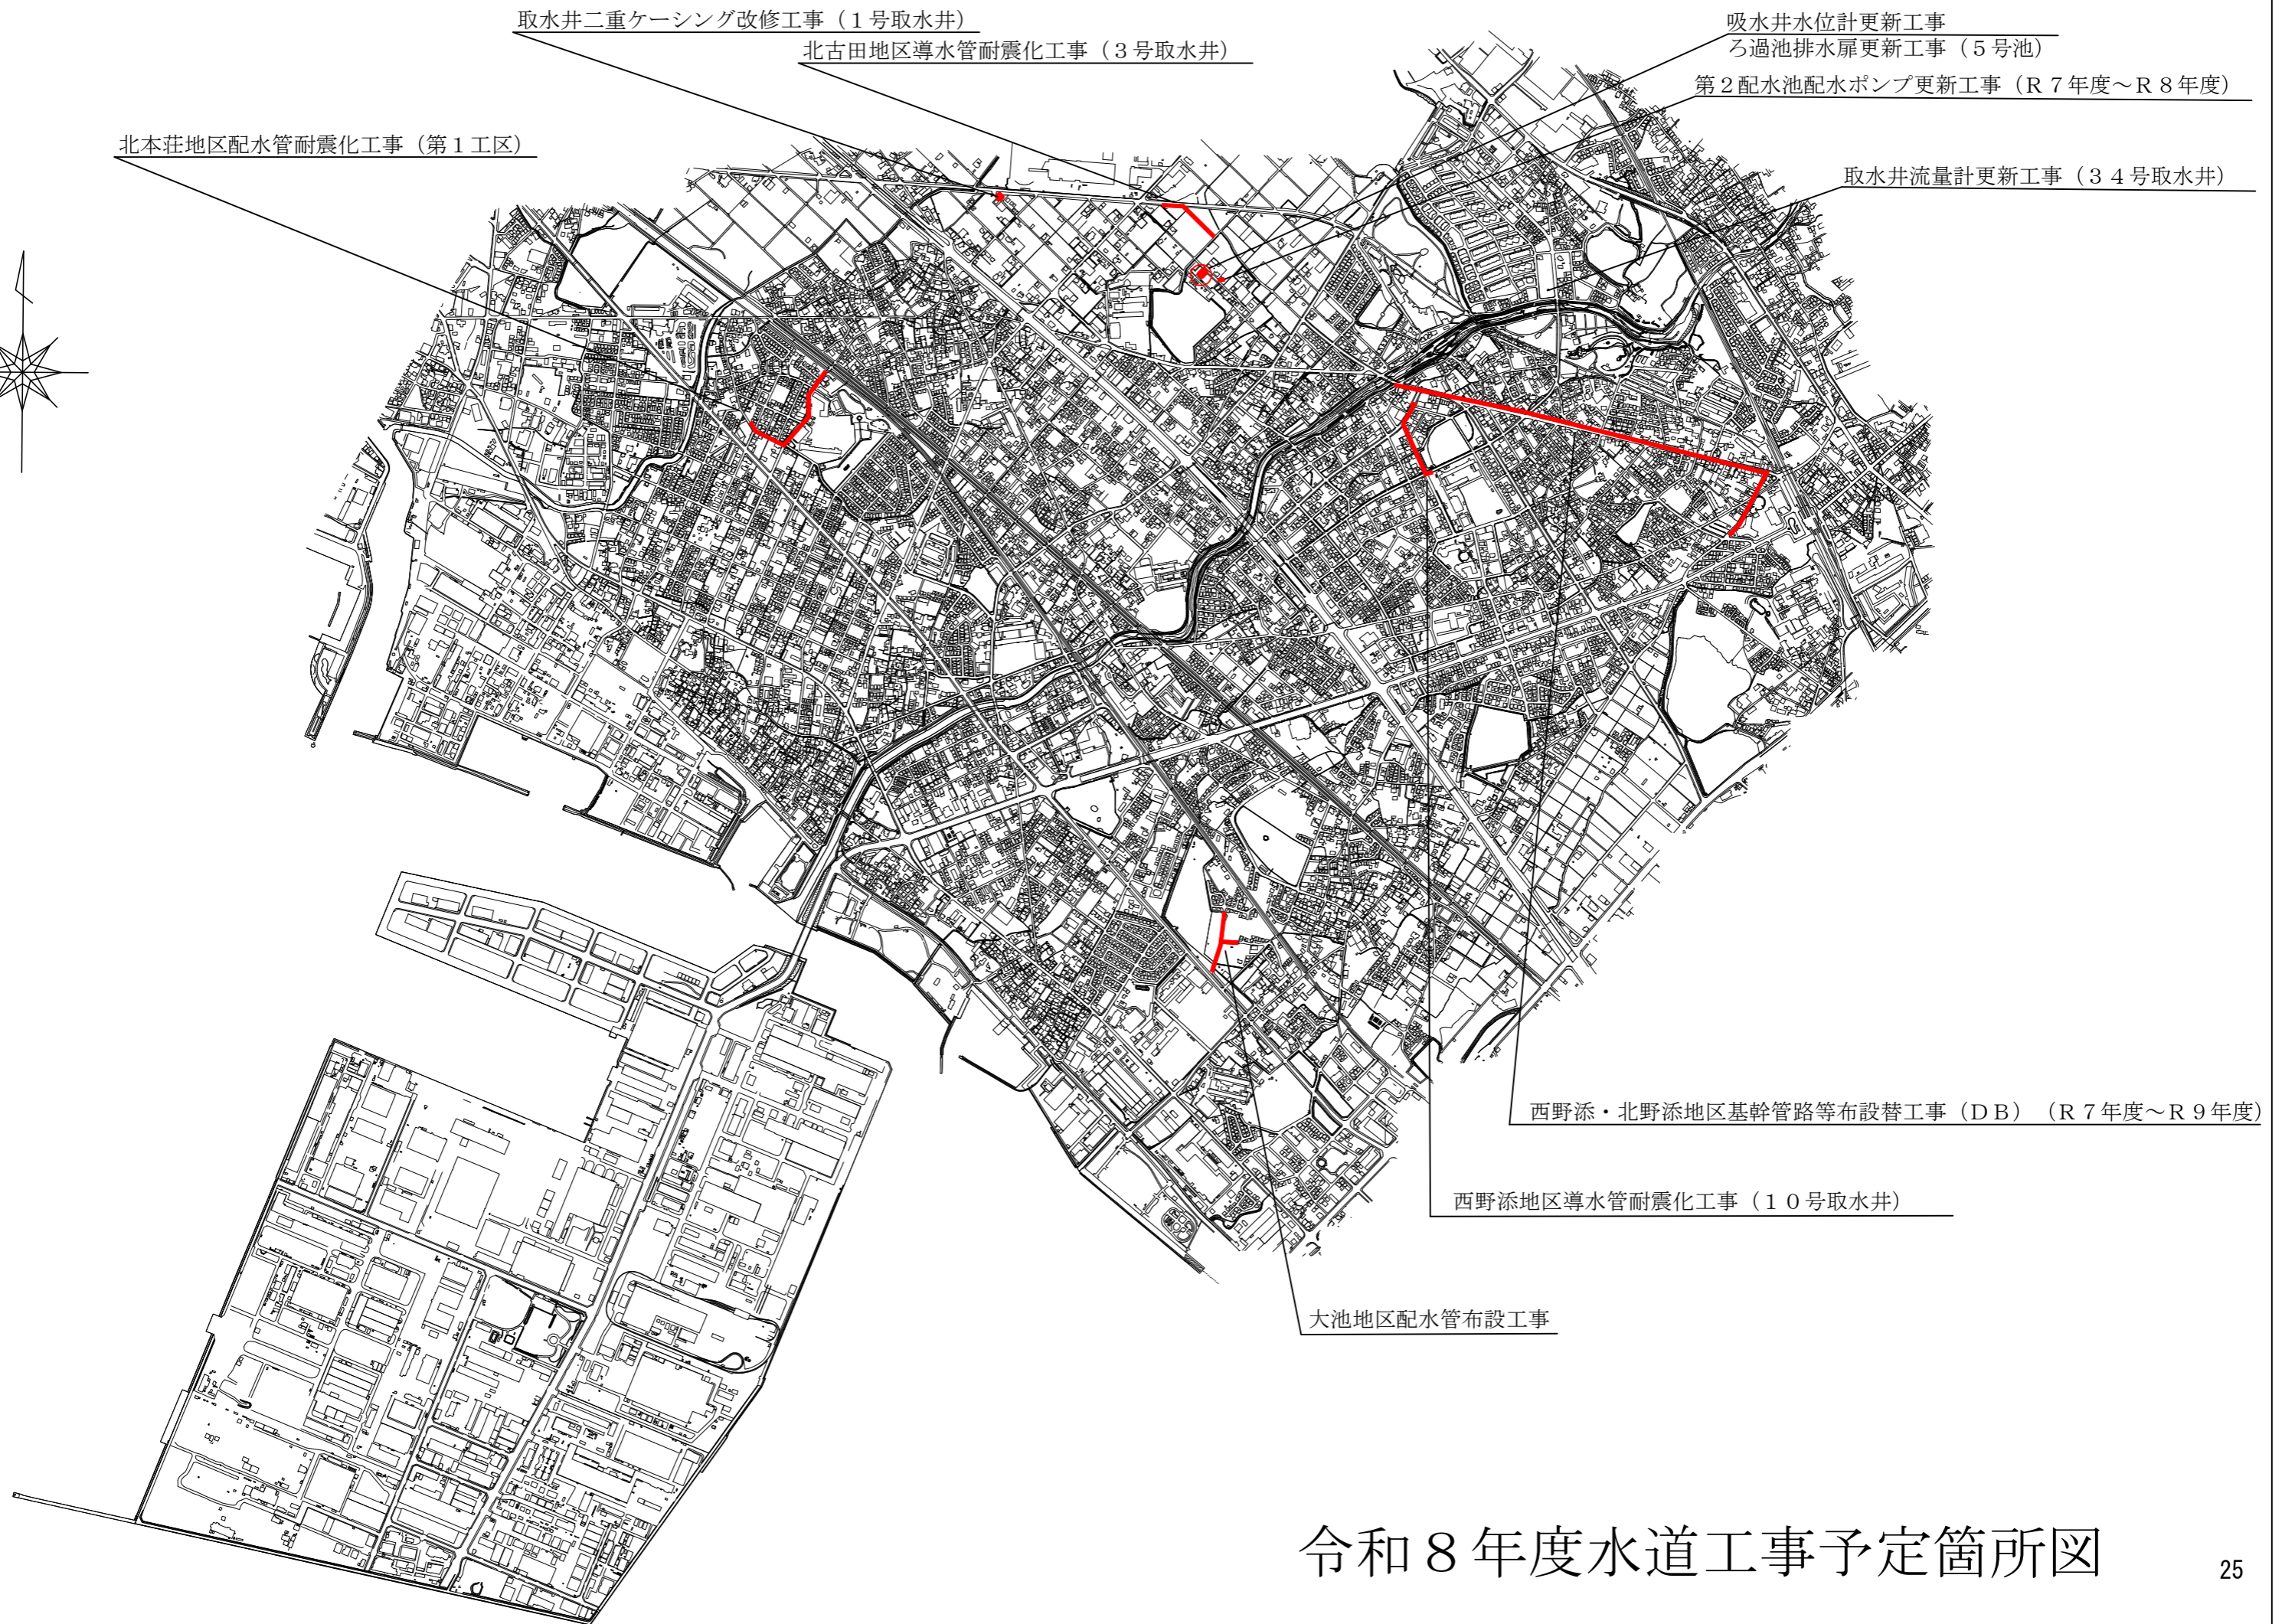 取水井二重ケーシング改修工事（１号取水井）
北古田地区導水管耐震化工事（３号取水井）
吸水井水位計更新工事
ろ過池排水扉更新工事（５号池）
第２配水池配水ポンプ更新工事（Ｒ７年度～Ｒ８年度）
北本荘地区配水管耐震化工事（第１工区）
取水井流量計更新工事（３４号取水井）
西野添・北野添地区基幹管路等布設替工事（ＤＢ）（Ｒ７年度～Ｒ９年度）
西野添地区導水管耐震化工事（１０号取水井）
大池地区配水管布設工事
令和８年度水道工事予定箇所図
25